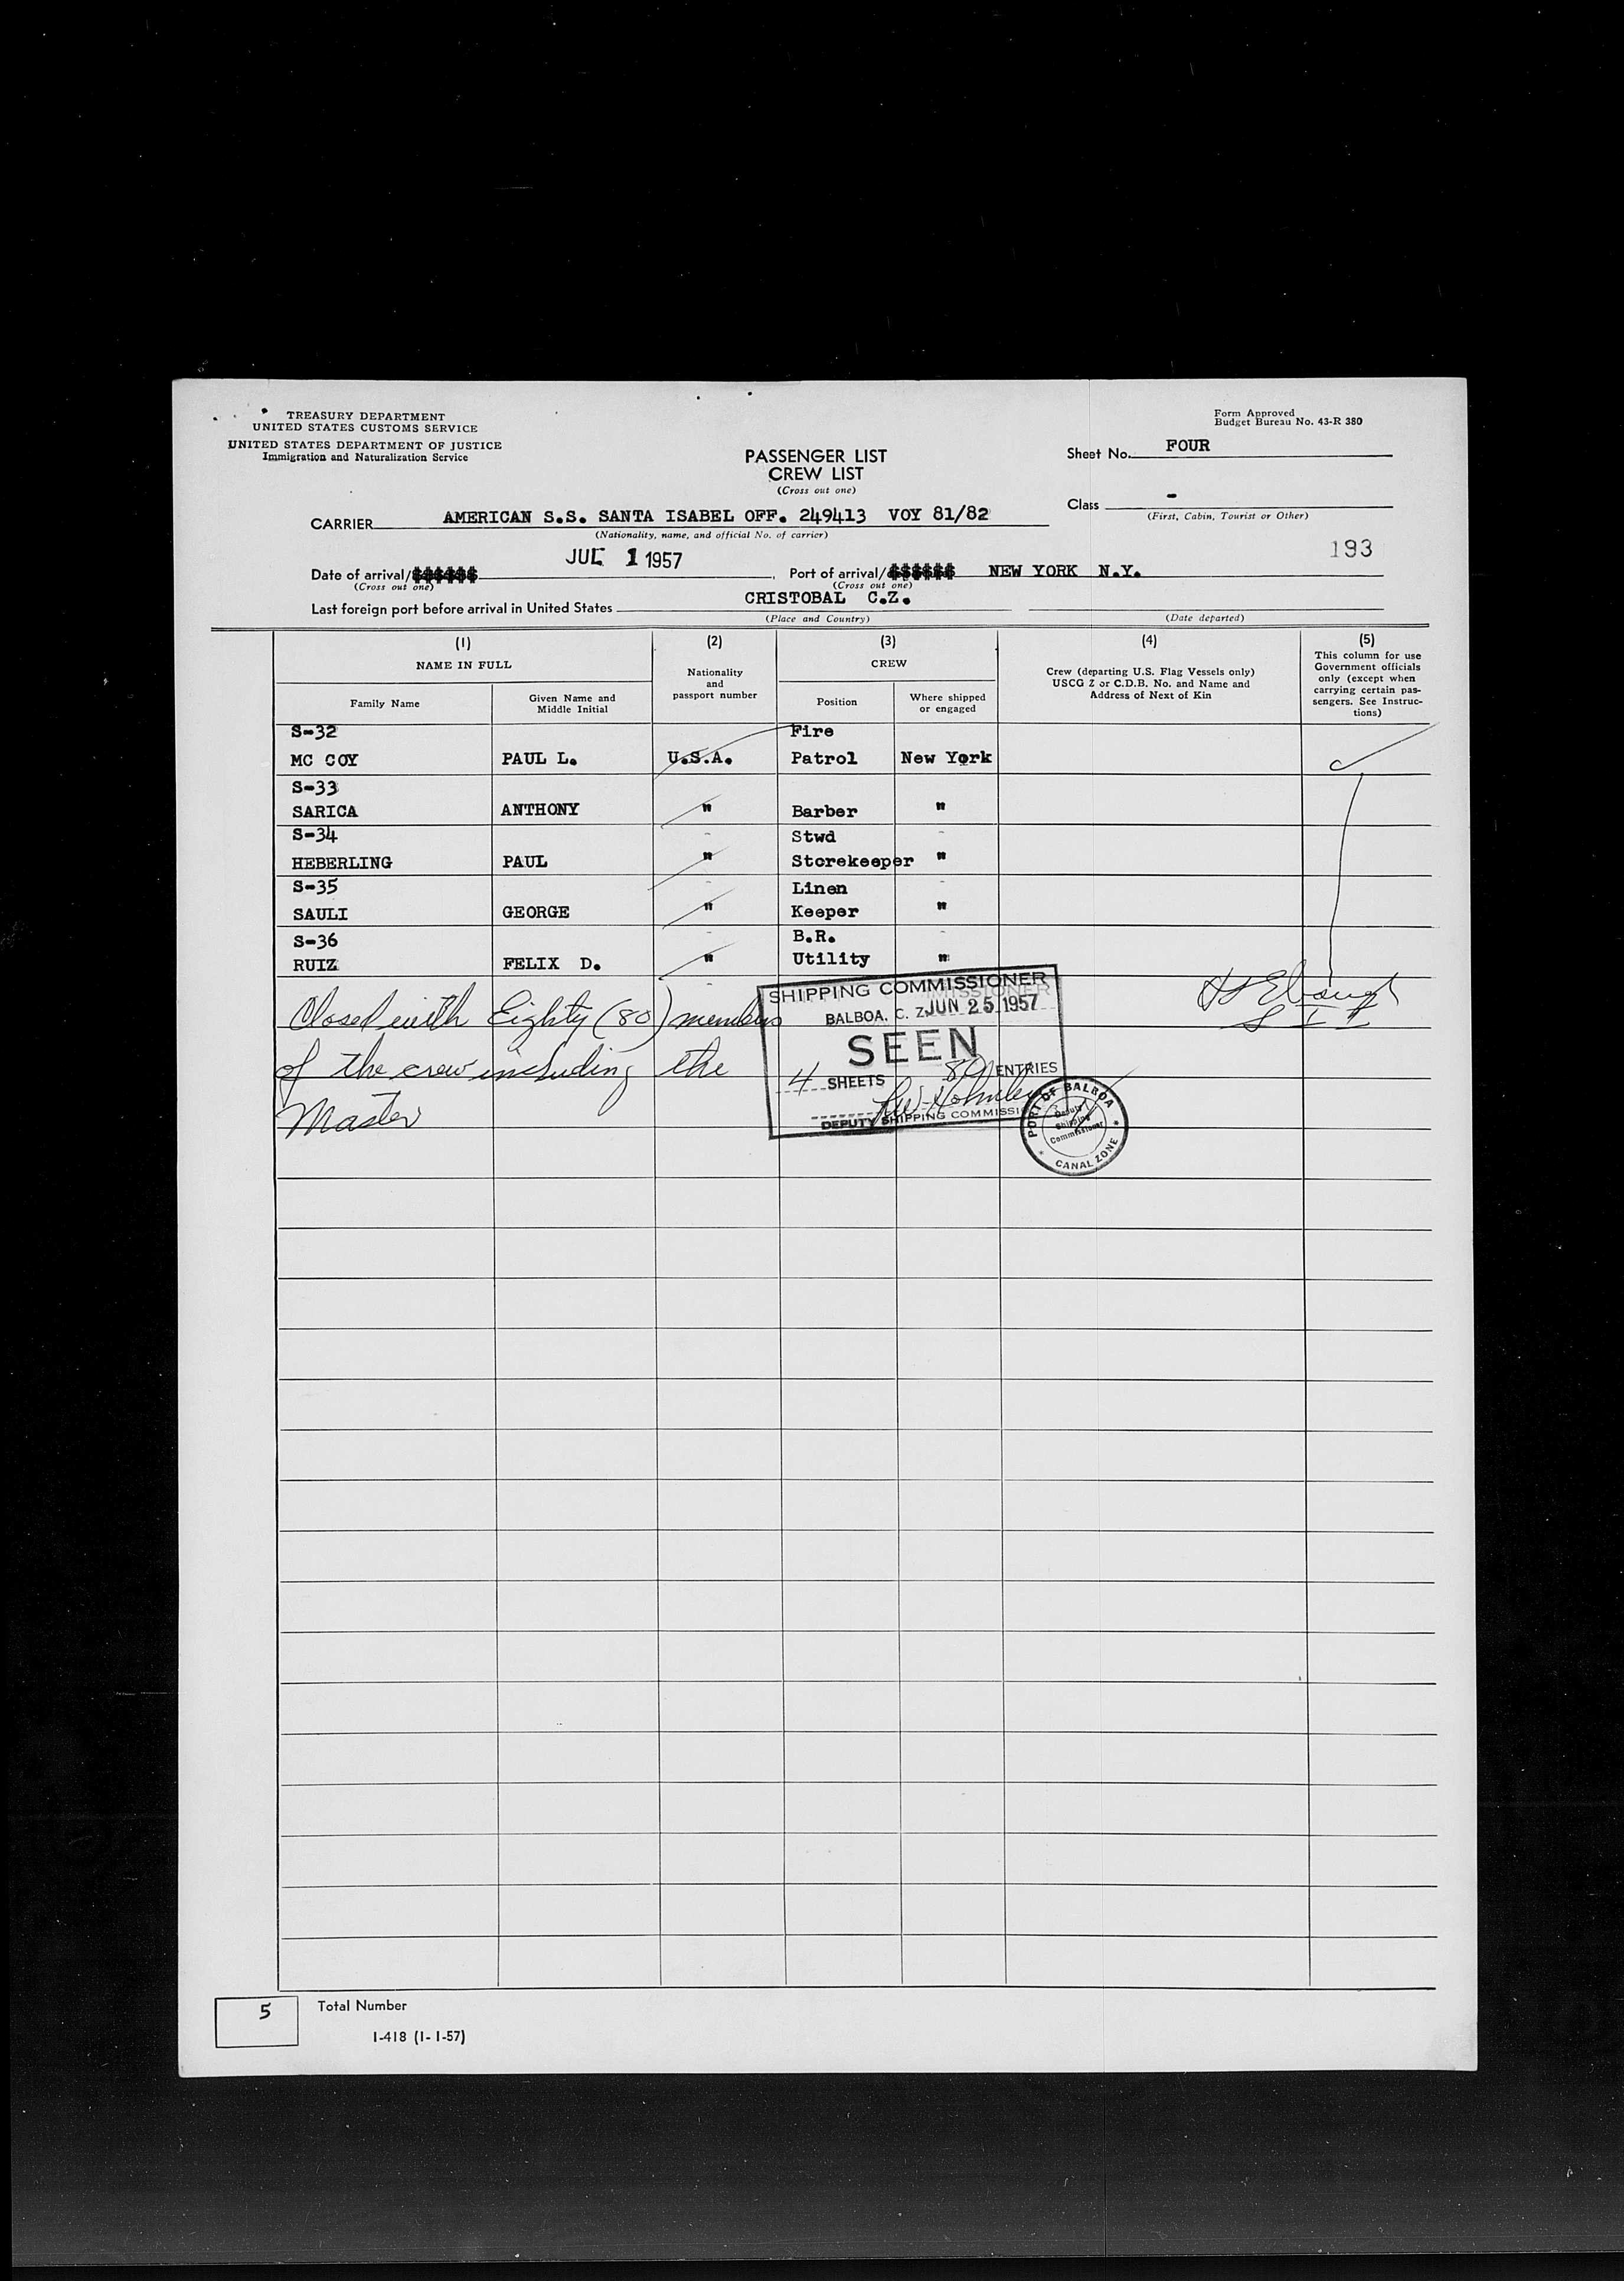 TREASURY DEPARTMENT
UNITED STATES CUSTOMS SERVICE
UNITED STATES DEPARTMENT OF JUSTICE
Immigration and Naturalization Service
Form Approved
Budget Bureau No. 43-R 380
PASSENGER LIST
CREW LIST
(Cross out one)
Sheet No. FOUR
Class -
(First, Cabin, Tourist or Other)
CARRIER AMERICAN S.S. SANTA ISABEL OFF. 249413 VOY 81/82
(Nationality, name, and official No. of carrier)
193
JUL 1 1957
Date of arrival/$$$$$$ , Port of arrival/$$$$$$ NEW YORK N.Y.
(Cross out one) (Cross out one)
Last foreign port before arrival in United States CRISTOBAL C.Z.
(Place and Country) (Date departed)
(1) (2) (3) (4) (5)
NAME IN FULL
Family Name
Given Name and
Middle Initial
Nationality
and
passport number
CREW
Position
Where shipped
or engaged
Crew (departing U.S. Flag Vessels only)
USCG Z or C.D.B. No. and Name and
Address of Next of Kin
This column for use
Government officials
only (except when
carrying certain pas-
sengers. See Instruc-
tions)
S-32 Fire
MC COY PAUL L. U.S.A. Patrol New York
S-33
SARICA ANTHONY " Barber "
S-34 Stwd
HEBERLING PAUL " Storekeeper "
S-35 Linen
SAULI GEORGE " Keeper "
S-36 B.R.
RUIZ FELIX D. " Utility "
Closed with Eighty (80) members
of the crew including the
Master
SHIPPING COMMISSIONER
BALBOA, C. Z. JUN 25 1957
SEEN
4 SHEETS 80 ENTRIES
DEPUTY SHIPPING COMMISSI
PORT OF BALBOA
Deputy
Shipping
Commissioner
* CANAL ZONE *
5 Total Number
I-418 (1-1-57)